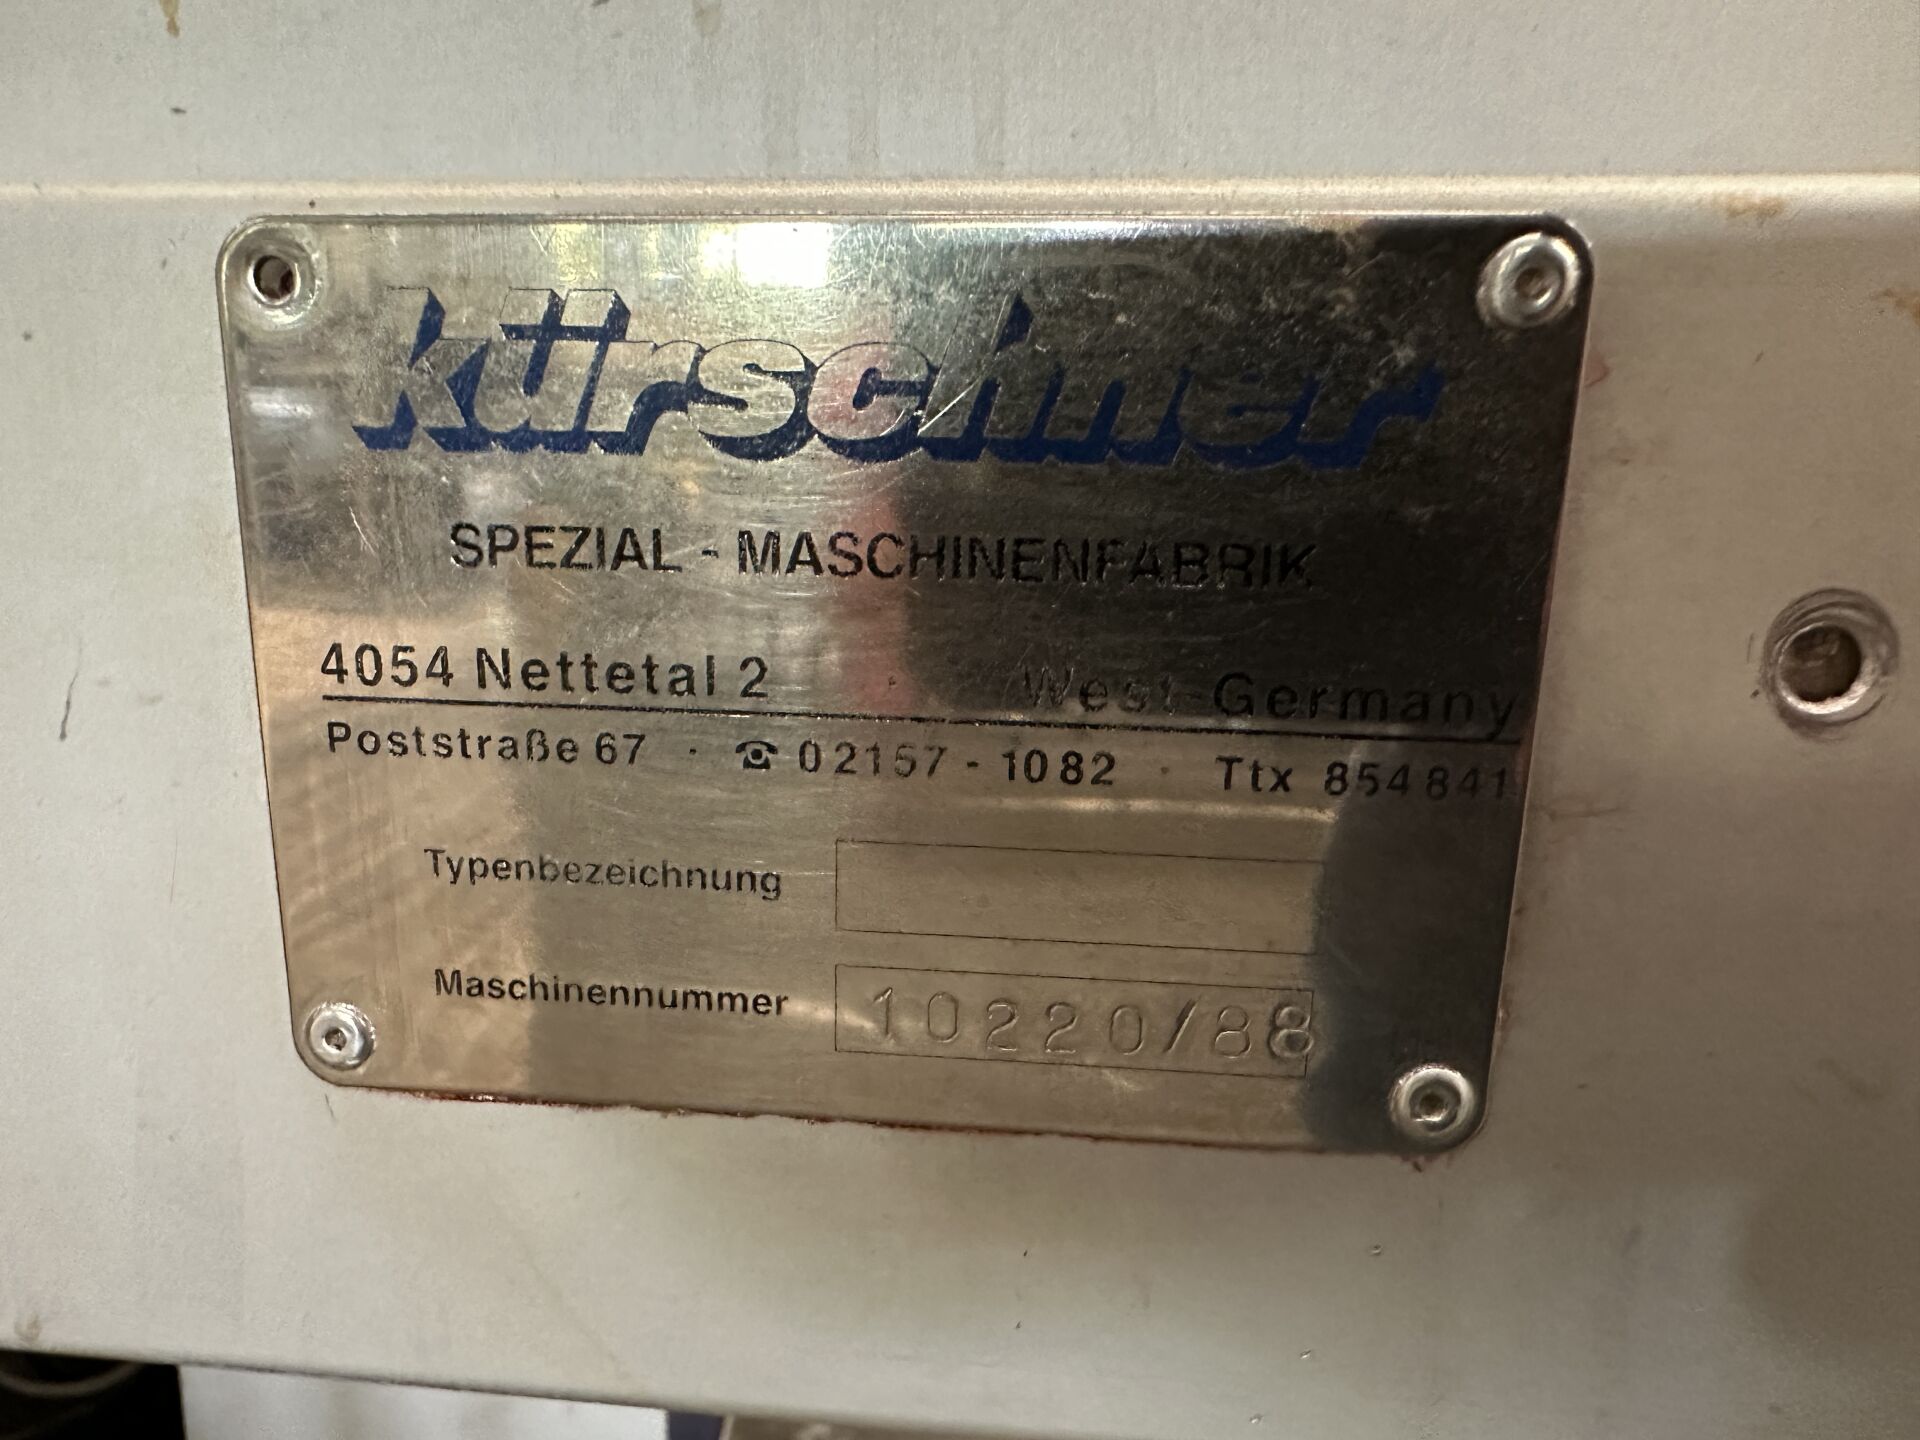 kürschner
SPEZIAL - MASCHINENFABRIK
4054 Nettetal 2 West-Germany
Poststraße 67 · ☎ 02157 - 1082 · Ttx 854841
Typenbezeichnung
Maschinennummer 10220/88